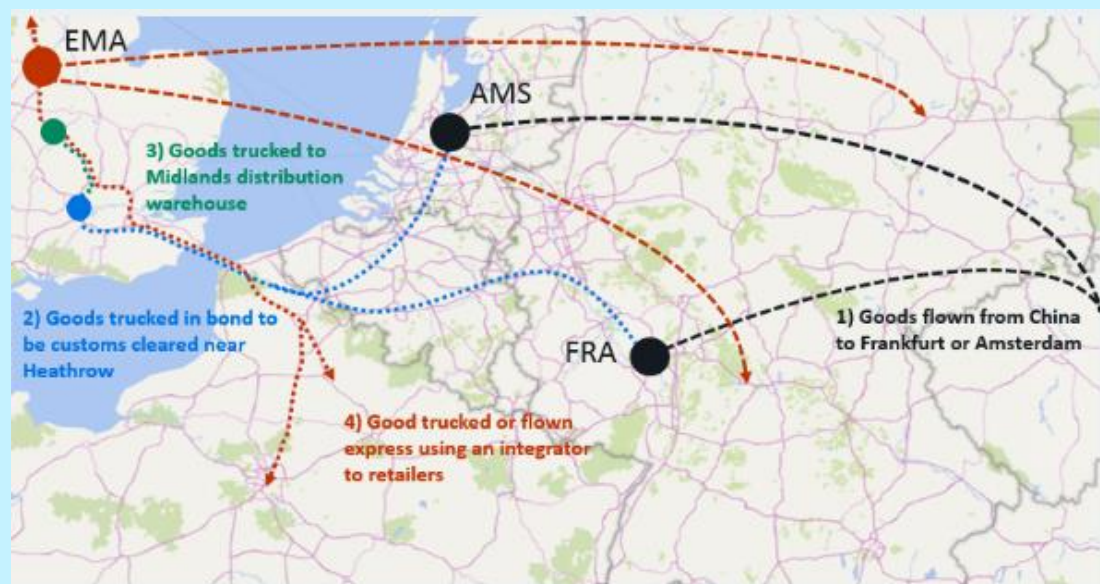 EMA
AMS
3) Goods trucked to
Midlands distribution
warehouse
2) Goods trucked in bond to
be customs cleared near
Heathrow
1) Goods flown from China
to Frankfurt or Amsterdam
FRA
4) Good trucked or flown
express using an integrator
to retailers